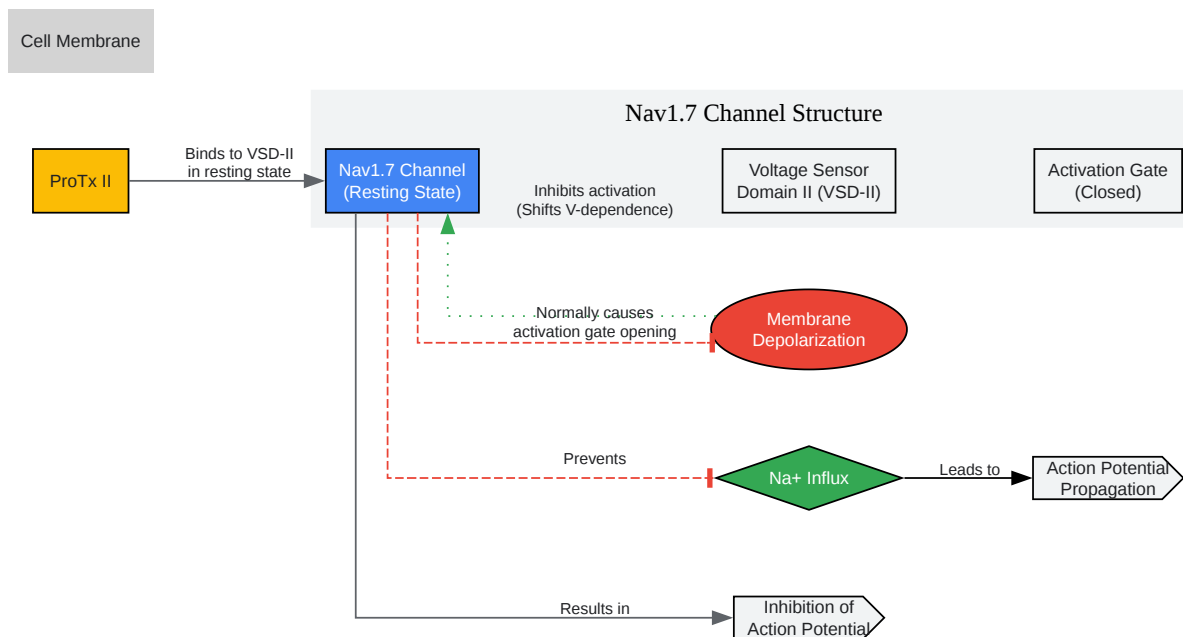 Cell Membrane
Nav1.7 Channel Structure
ProTx II
Binds to VSD-II
in resting state
Nav1.7 Channel
(Resting State)
Inhibits activation
(Shifts V-dependence)
Voltage Sensor
Domain II (VSD-II)
Activation Gate
(Closed)
Normally causes
activation gate opening
Membrane
Depolarization
Prevents
Na+ Influx
Leads to
Action Potential
Propagation
Results in
Inhibition of
Action Potential